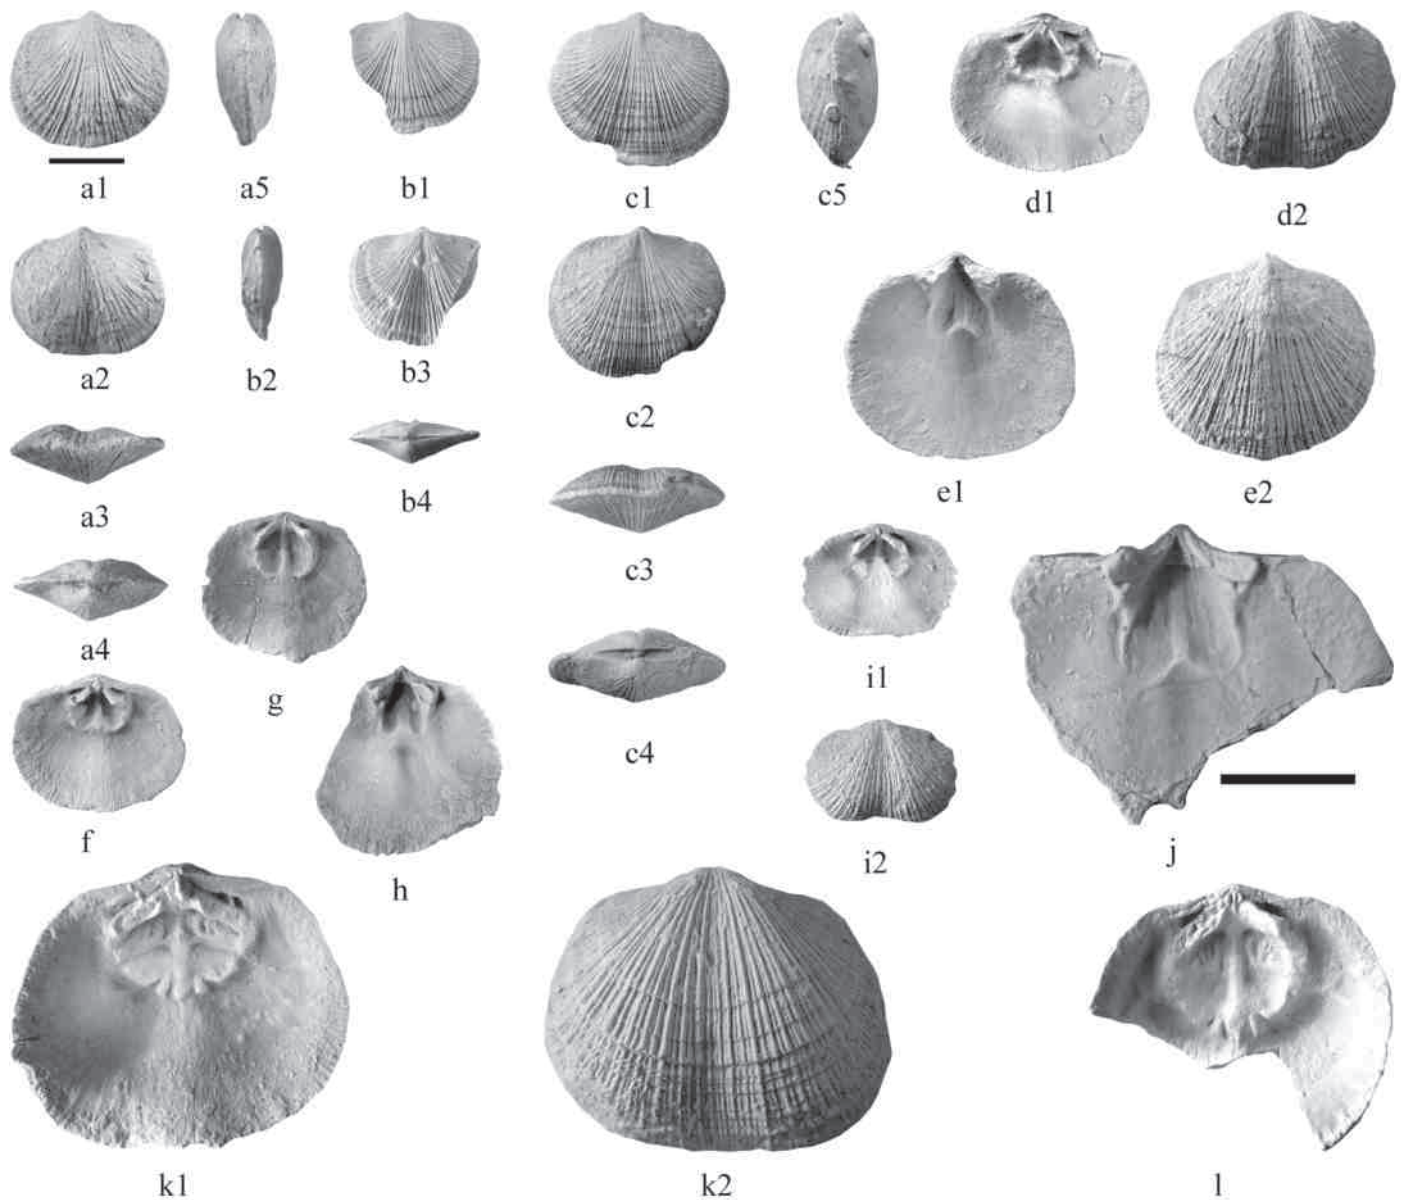 a1 a5 b1 c1 c5 d1 d2
a2 b2 b3 c2 e1 e2
a3 b4 c3
a4 g c4 i1
f h i2 j
k1 k2 l